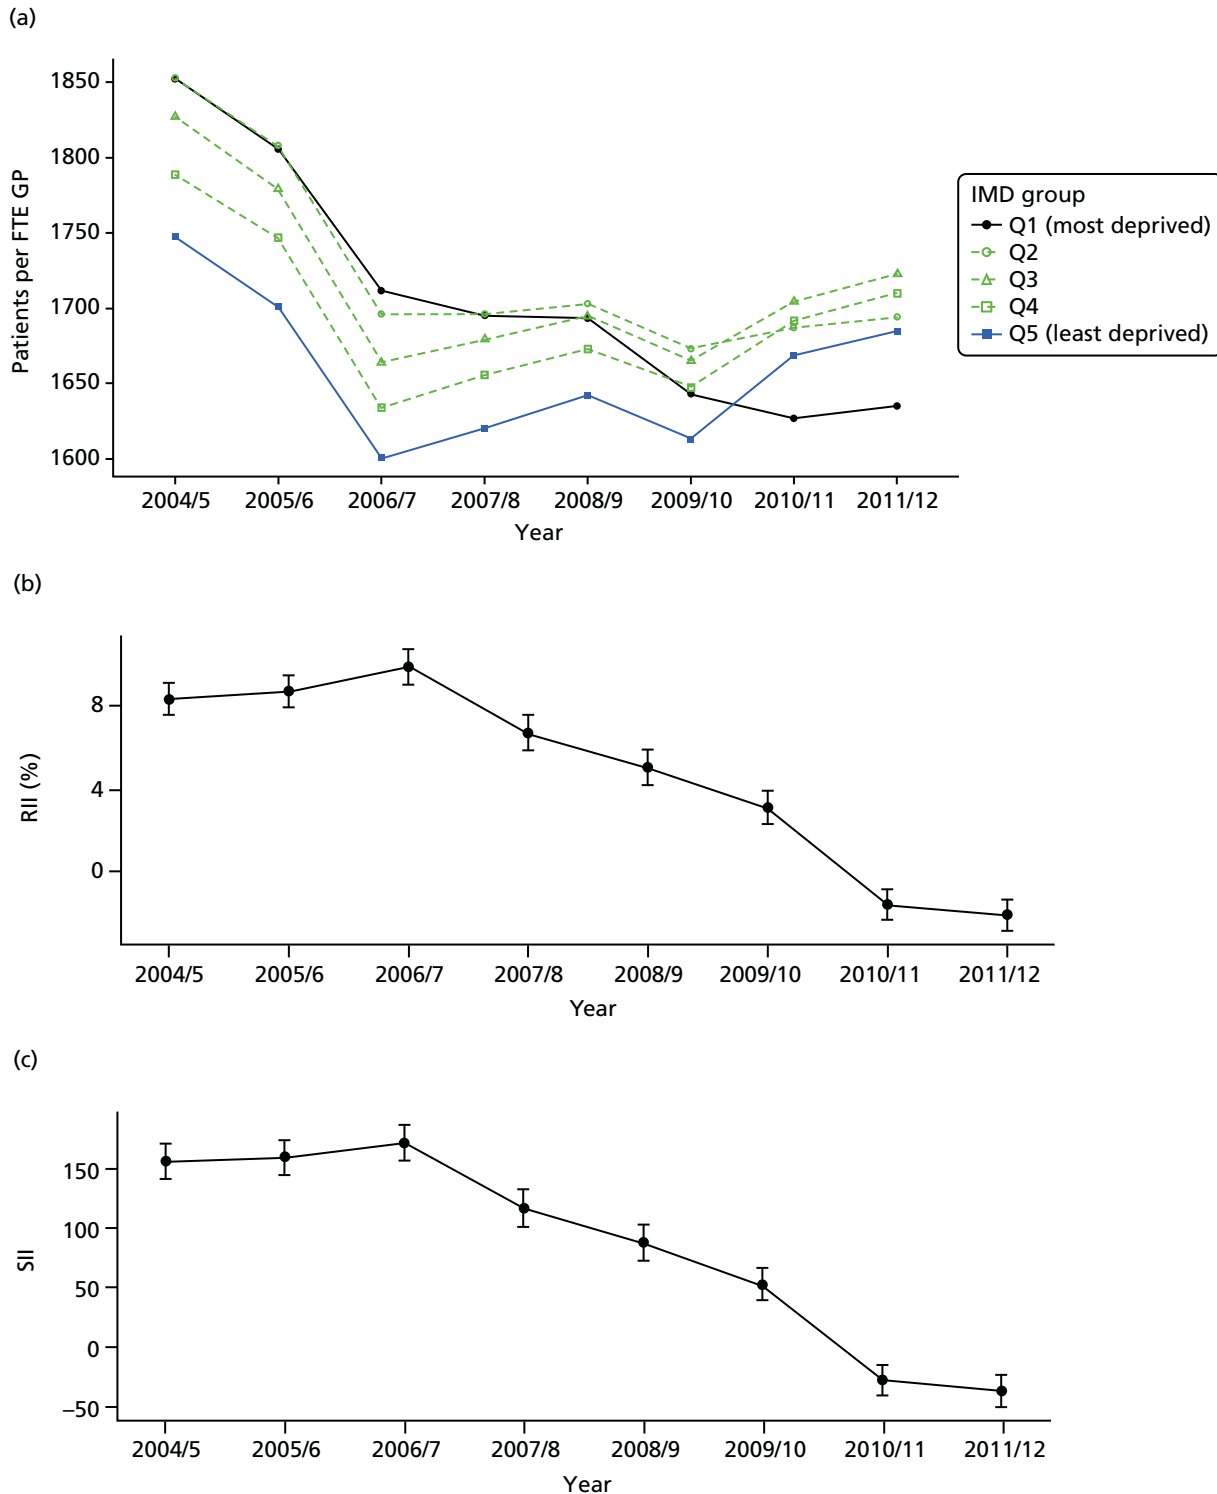 (a)
1850
1800
1750
1700
1650
1600
Patients per FTE GP
2004/5 2005/6 2006/7 2007/8 2008/9 2009/10 2010/11 2011/12
Year
IMD group
Q1 (most deprived)
Q2
Q3
Q4
Q5 (least deprived)
(b)
8
4
0
RII (%)
2004/5 2005/6 2006/7 2007/8 2008/9 2009/10 2010/11 2011/12
Year
(c)
150
100
50
0
–50
SII
2004/5 2005/6 2006/7 2007/8 2008/9 2009/10 2010/11 2011/12
Year